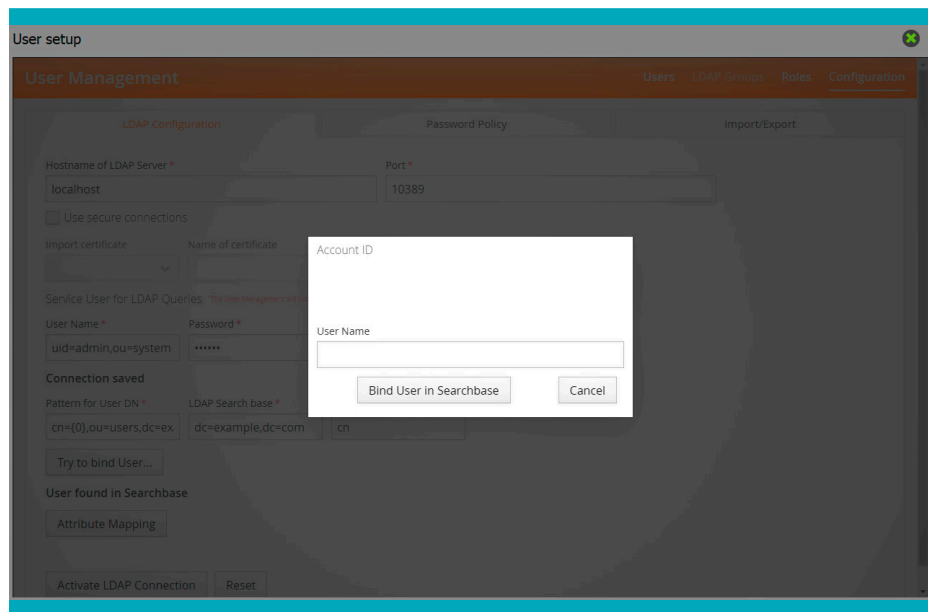 User setup
User Management
Users LDAP Groups Roles Configuration
LDAP Configuration Password Policy Import/Export
Hostname of LDAP Server * Port *
localhost 10389
Use secure connections
Import certificate Name of certificate
Service User for LDAP Queries
User Name * Password *
uid=admin,ou=system ••••••
Connection saved
Pattern for User DN * LDAP Search base *
cn={0},ou=users,dc=ex dc=example,dc=com cn
Try to bind User...
User found in Searchbase
Attribute Mapping
Activate LDAP Connection Reset
Account ID
User Name
Bind User in Searchbase Cancel